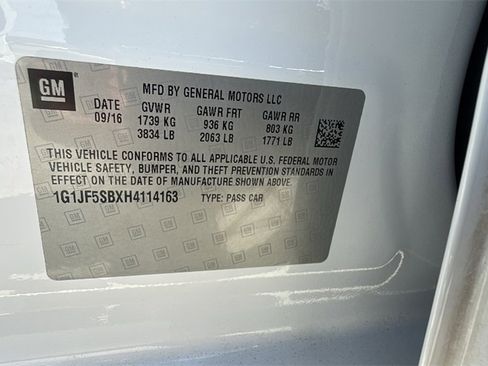 GM
MFD BY GENERAL MOTORS LLC
DATE GVWR GAWR FRT GAWR RR
09/16 1739 KG 936 KG 803 KG
3834 LB 2063 LB 1771 LB
THIS VEHICLE CONFORMS TO ALL APPLICABLE U.S. FEDERAL MOTOR
VEHICLE SAFETY, BUMPER, AND THEFT PREVENTION STANDARDS IN
EFFECT ON THE DATE OF MANUFACTURE SHOWN ABOVE.
1G1JF5SBXH4114163 TYPE: PASS CAR